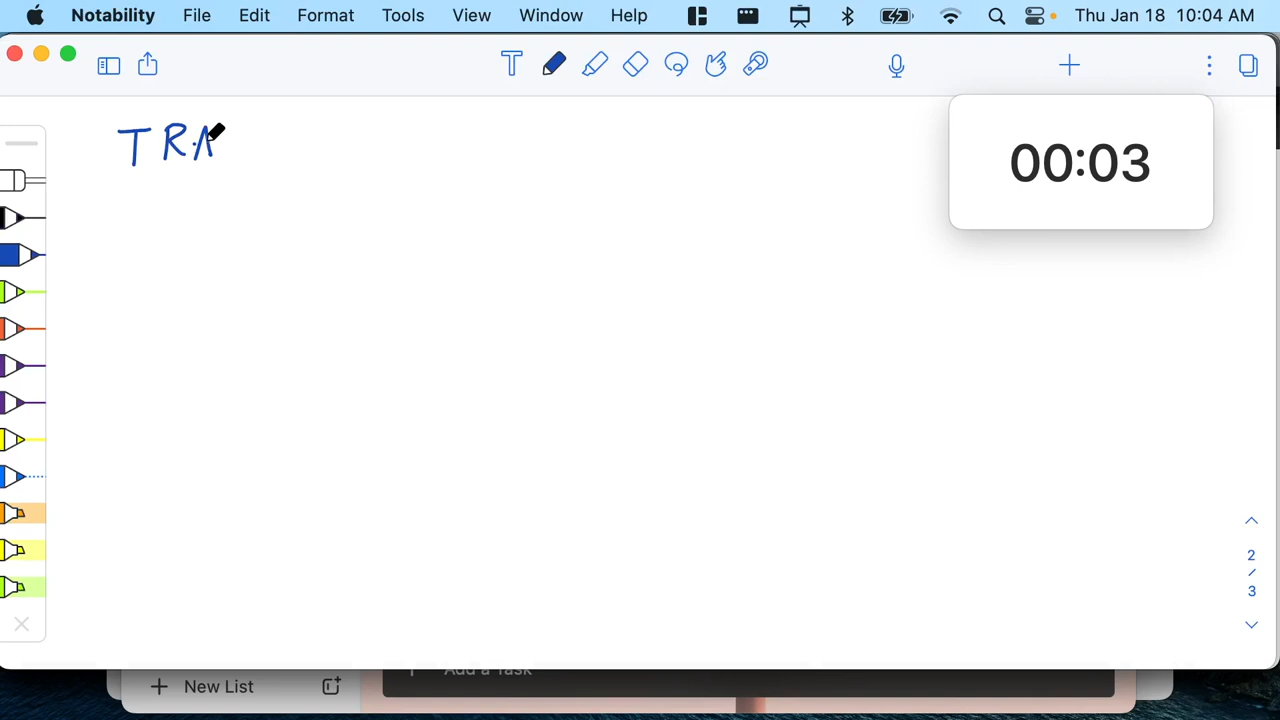 Notability File Edit Format Tools View Window Help Thu Jan 18 10:04 AM
T
TRA
00:03
2
/
3
Add a Task
+ New List